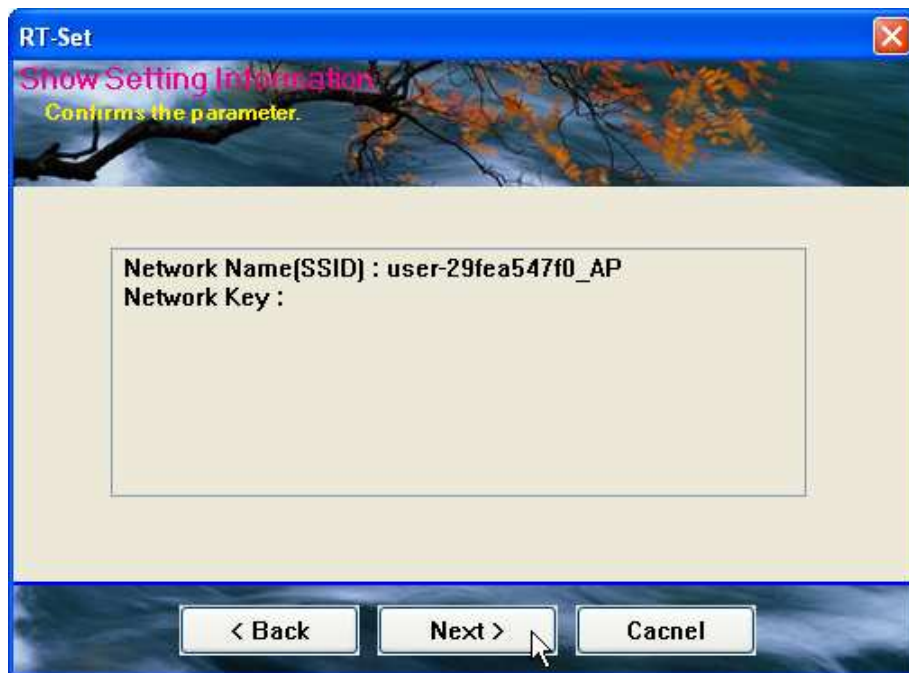 RT-Set
Show Setting Information
Confirms the parameter.
Network Name(SSID) : user-29fea547f0_AP
Network Key :
< Back
Next >
Cacnel